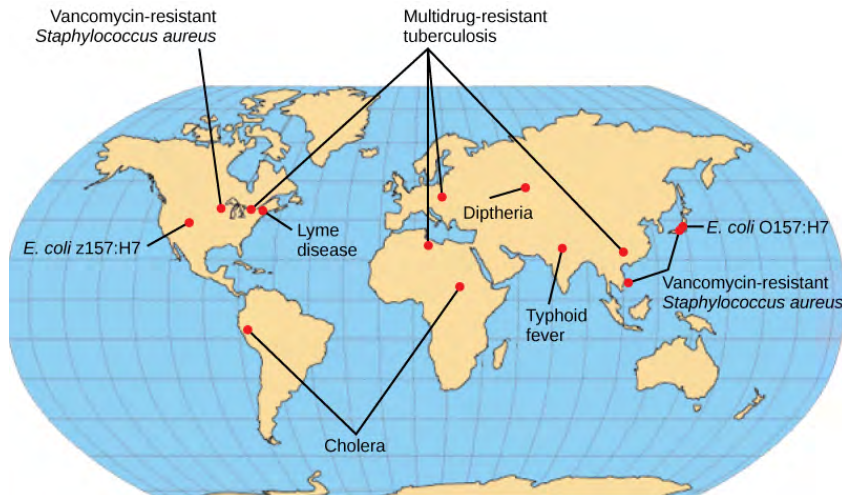 Vancomycin-resistant
Staphylococcus aureus
Multidrug-resistant
tuberculosis
Diptheria
Lyme
disease
E. coli z157:H7
E. coli O157:H7
Vancomycin-resistant
Staphylococcus aureus
Typhoid
fever
Cholera